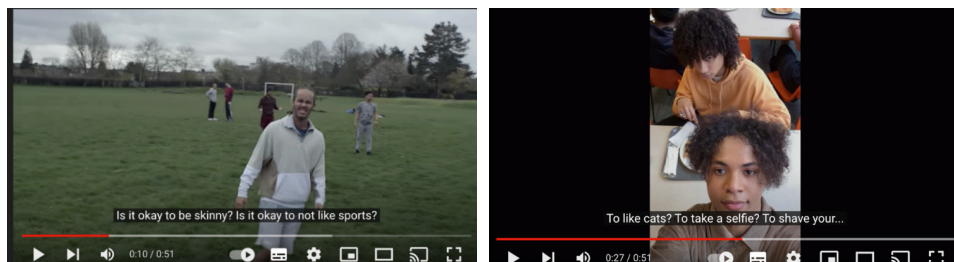 Is it okay to be skinny? Is it okay to not like sports?
0:10 / 0:51
To like cats? To take a selfie? To shave your...
0:27 / 0:51